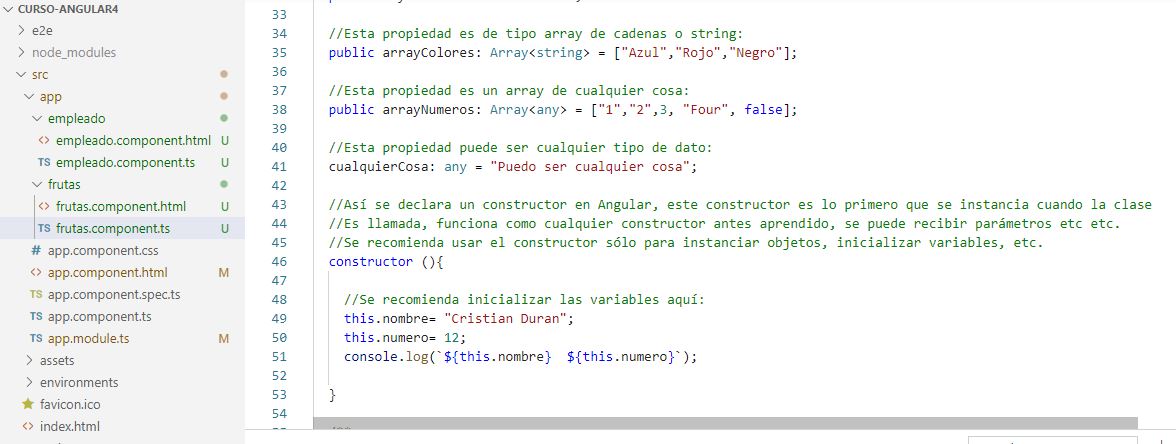 CURSO-ANGULAR4
e2e
node_modules
src
app
empleado
empleado.component.html U
empleado.component.ts U
frutas
frutas.component.html U
frutas.component.ts U
app.component.css
app.component.html M
app.component.spec.ts
app.component.ts
app.module.ts M
assets
environments
favicon.ico
index.html
33
34 //Esta propiedad es de tipo array de cadenas o string:
35 public arrayColores: Array<string> = ["Azul","Rojo","Negro"];
36
37 //Esta propiedad es un array de cualquier cosa:
38 public arrayNumeros: Array<any> = ["1","2",3, "Four", false];
39
40 //Esta propiedad puede ser cualquier tipo de dato:
41 cualquierCosa: any = "Puedo ser cualquier cosa";
42
43 //Así se declara un constructor en Angular, este constructor es lo primero que se instancia cuando la clase
44 //Es llamada, funciona como cualquier constructor antes aprendido, se puede recibir parámetros etc etc.
45 //Se recomienda usar el constructor sólo para instanciar objetos, inicializar variables, etc.
46 constructor (){
47
48 //Se recomienda inicializar las variables aquí:
49 this.nombre= "Cristian Duran";
50 this.numero= 12;
51 console.log(`${this.nombre}  ${this.numero}`);
52
53 }
54